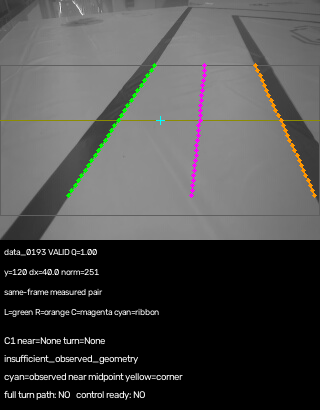 data_0193 VALID Q=1.00
y=120 dx=40.0 norm=251
same-frame measured pair
L=green R=orange C=magenta cyan=ribbon
C1 near=None turn=None
insufficient_observed_geometry
cyan=observed near midpoint yellow=corner
full turn path: NO control ready: NO